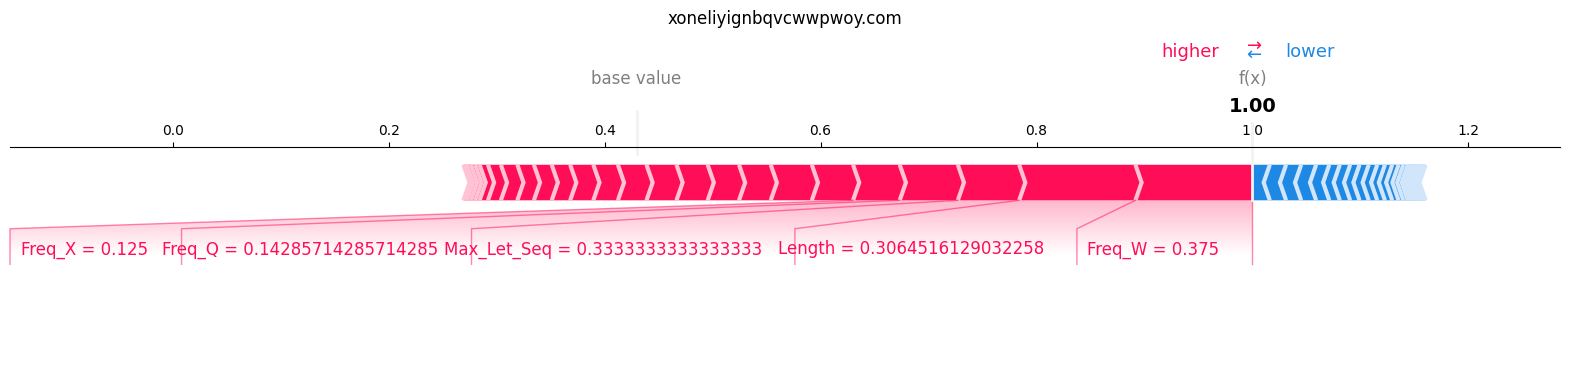 xoneliyignbqvcwwpwoy.com
higher ⇄ lower
base value
f(x)
1.00
0.0 0.2 0.4 0.6 0.8 1.0 1.2
Freq_X = 0.125 Freq_Q = 0.14285714285714285 Max_Let_Seq = 0.3333333333333333 Length = 0.3064516129032258 Freq_W = 0.375